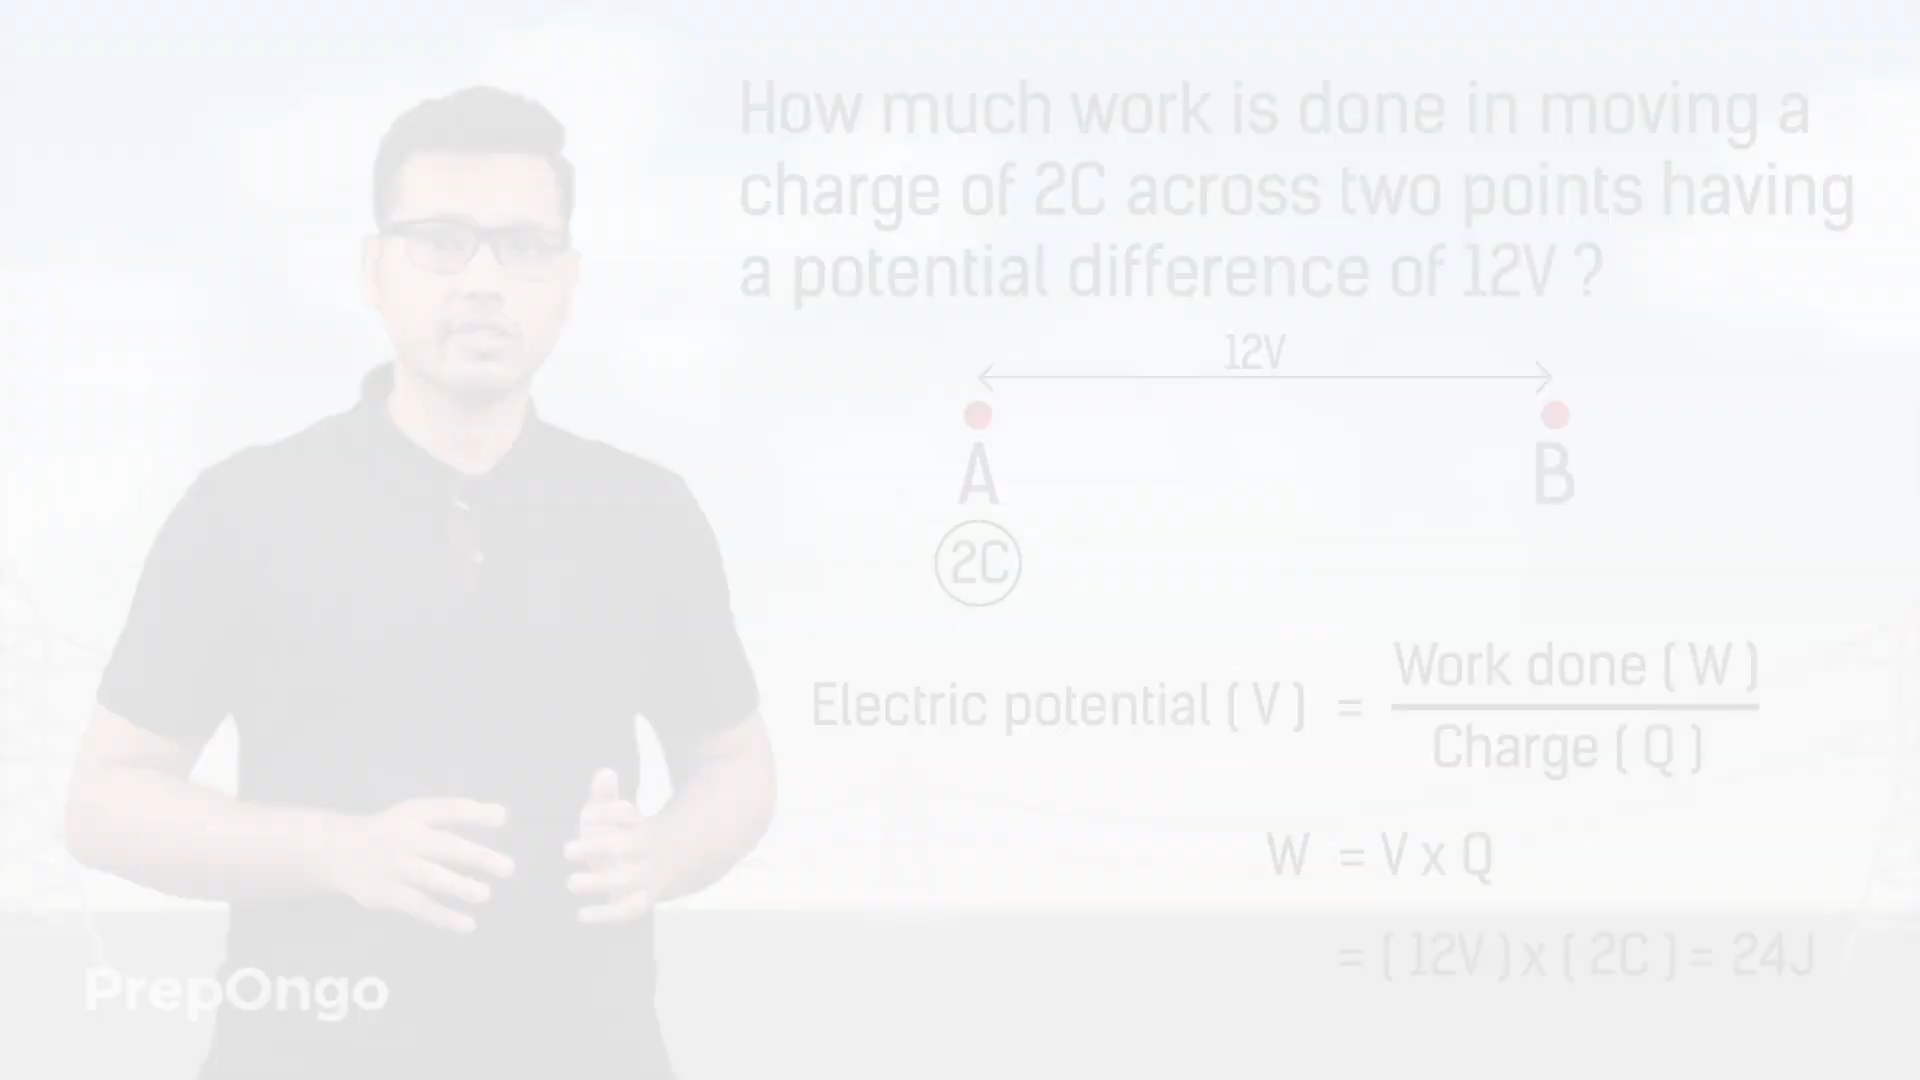 How much work is done in moving a
charge of 2C across two points having
a potential difference of 12V ?
12V
A
B
2C
Electric potential ( V ) = Work done ( W )
Charge ( Q )
W = V x Q
= ( 12V ) x ( 2C ) = 24J
PrepOngo